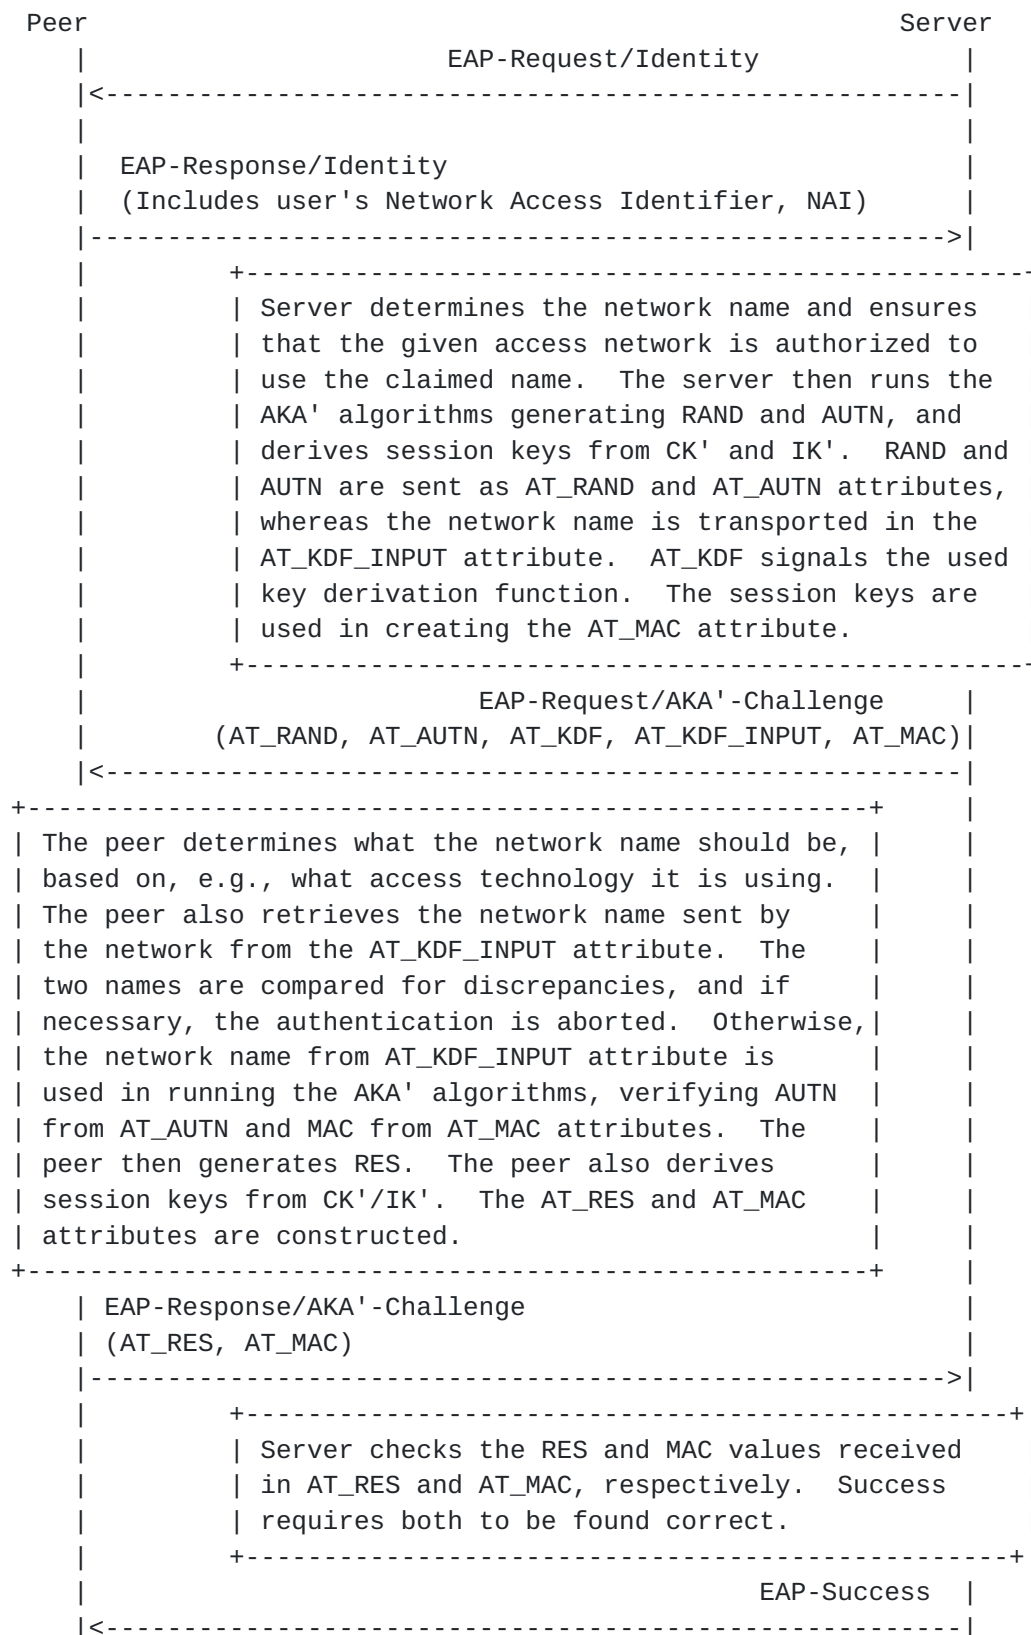 Peer                                                    Server
    |                       EAP-Request/Identity             |
    |<-------------------------------------------------------|
    |                                                        |
    |  EAP-Response/Identity                                 |
    |  (Includes user's Network Access Identifier, NAI)      |
    |------------------------------------------------------->|
    |         +--------------------------------------------------+
    |         | Server determines the network name and ensures
    |         | that the given access network is authorized to
    |         | use the claimed name.  The server then runs the
    |         | AKA' algorithms generating RAND and AUTN, and
    |         | derives session keys from CK' and IK'.  RAND and
    |         | AUTN are sent as AT_RAND and AT_AUTN attributes,
    |         | whereas the network name is transported in the
    |         | AT_KDF_INPUT attribute.  AT_KDF signals the used
    |         | key derivation function.  The session keys are
    |         | used in creating the AT_MAC attribute.
    |         +--------------------------------------------------+
    |                         EAP-Request/AKA'-Challenge     |
    |        (AT_RAND, AT_AUTN, AT_KDF, AT_KDF_INPUT, AT_MAC)|
    |<-------------------------------------------------------|
+------------------------------------------------------+     |
| The peer determines what the network name should be, |     |
| based on, e.g., what access technology it is using.  |     |
| The peer also retrieves the network name sent by     |     |
| the network from the AT_KDF_INPUT attribute.  The    |     |
| two names are compared for discrepancies, and if     |     |
| necessary, the authentication is aborted.  Otherwise,|     |
| the network name from AT_KDF_INPUT attribute is      |     |
| used in running the AKA' algorithms, verifying AUTN  |     |
| from AT_AUTN and MAC from AT_MAC attributes.  The    |     |
| peer then generates RES.  The peer also derives      |     |
| session keys from CK'/IK'.  The AT_RES and AT_MAC    |     |
| attributes are constructed.                          |     |
+------------------------------------------------------+     |
    | EAP-Response/AKA'-Challenge                            |
    | (AT_RES, AT_MAC)                                       |
    |------------------------------------------------------->|
    |         +-------------------------------------------------+
    |         | Server checks the RES and MAC values received
    |         | in AT_RES and AT_MAC, respectively.  Success
    |         | requires both to be found correct.
    |         +-------------------------------------------------+
    |                                           EAP-Success  |
    |<-------------------------------------------------------|